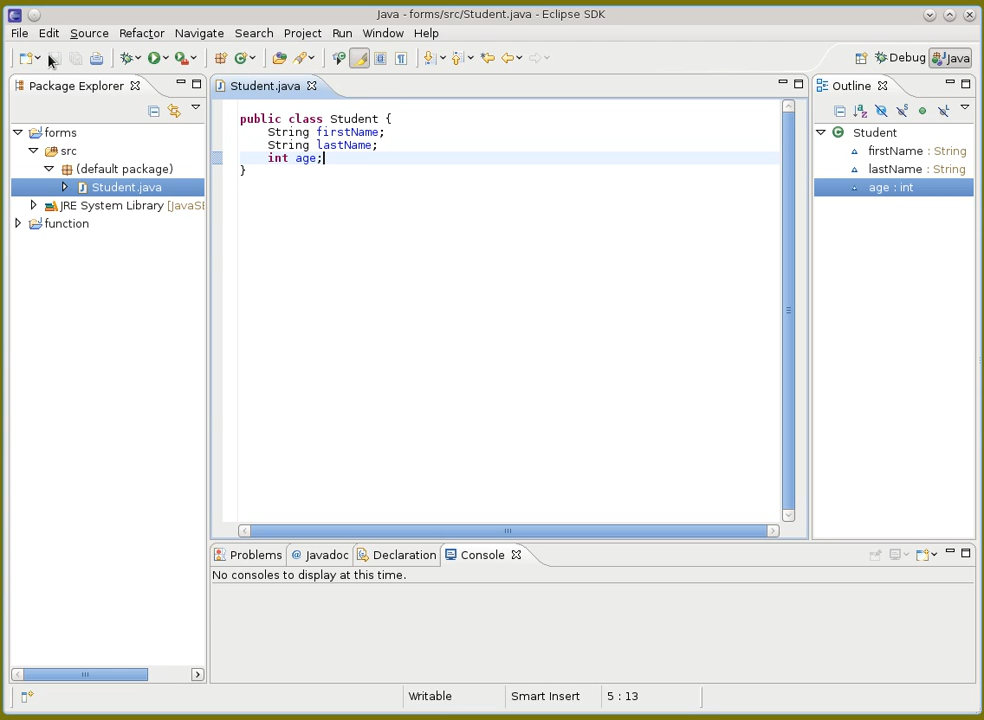 Java - forms/src/Student.java - Eclipse SDK
File Edit Source Refactor Navigate Search Project Run Window Help
Debug Java
Package Explorer
forms
src
(default package)
Student.java
JRE System Library [JavaSE
function
Student.java
public class Student {
String firstName;
String lastName;
int age;
}
Outline
Student
firstName : String
lastName : String
age : int
Problems @ Javadoc Declaration Console
No consoles to display at this time.
Writable Smart Insert 5 : 13